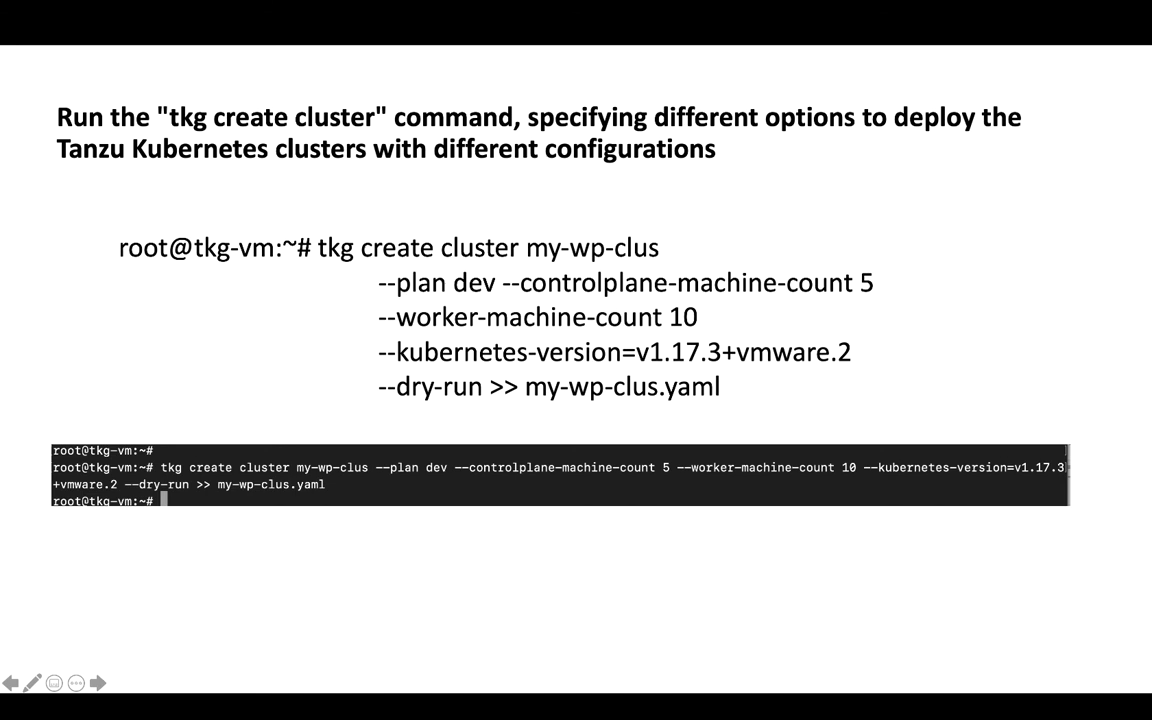 Run the "tkg create cluster" command, specifying different options to deploy the
Tanzu Kubernetes clusters with different configurations
root@tkg-vm:~# tkg create cluster my-wp-clus
--plan dev --controlplane-machine-count 5
--worker-machine-count 10
--kubernetes-version=v1.17.3+vmware.2
--dry-run >> my-wp-clus.yaml
root@tkg-vm:~#
root@tkg-vm:~# tkg create cluster my-wp-clus --plan dev --controlplane-machine-count 5 --worker-machine-count 10 --kubernetes-version=v1.17.3
+vmware.2 --dry-run >> my-wp-clus.yaml
root@tkg-vm:~#